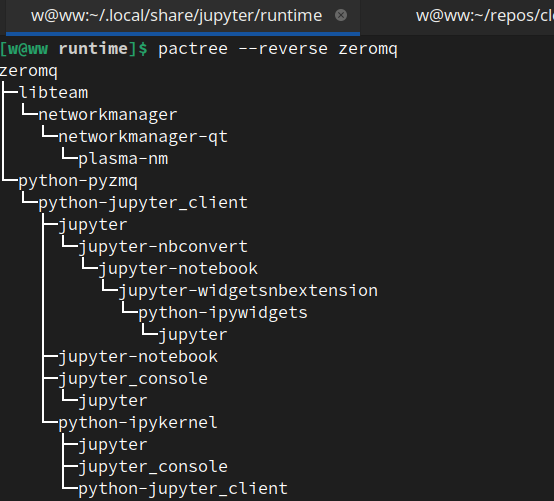 w@ww:~/.local/share/jupyter/runtime w@ww:~/repos/cl
[w@ww runtime]$ pactree --reverse zeromq
zeromq
├─libteam
│ └─networkmanager
│   └─networkmanager-qt
│     └─plasma-nm
└─python-pyzmq
  └─python-jupyter_client
    ├─jupyter
    │ └─jupyter-nbconvert
    │   └─jupyter-notebook
    │     └─jupyter-widgetsnbextension
    │       └─python-ipywidgets
    │         └─jupyter
    ├─jupyter-notebook
    ├─jupyter_console
    │ └─jupyter
    └─python-ipykernel
      ├─jupyter
      ├─jupyter_console
      └─python-jupyter_client